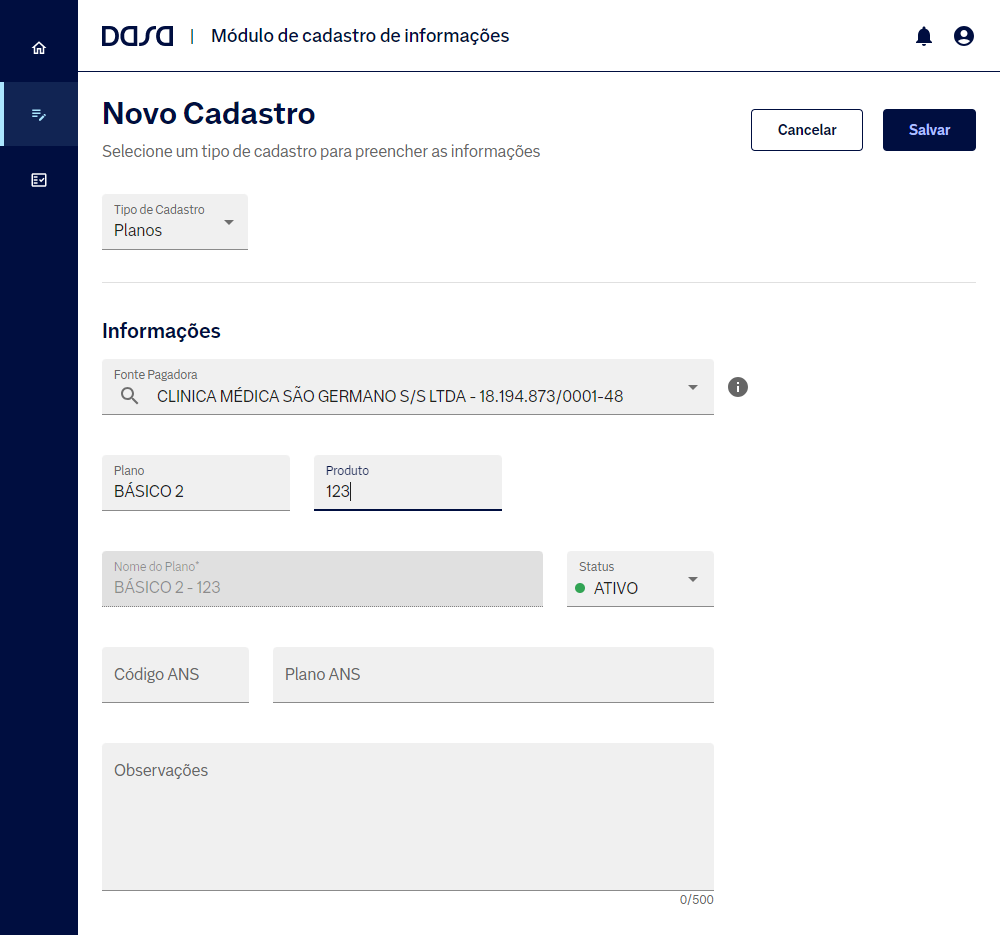 DASA | Módulo de cadastro de informações
Novo Cadastro
Selecione um tipo de cadastro para preencher as informações
Cancelar
Salvar
Tipo de Cadastro
Planos
Informações
Fonte Pagadora
CLINICA MÉDICA SÃO GERMANO S/S LTDA - 18.194.873/0001-48
Plano
BÁSICO 2
Produto
123
Nome do Plano*
BÁSICO 2 - 123
Status
ATIVO
Código ANS
Plano ANS
Observações
0/500